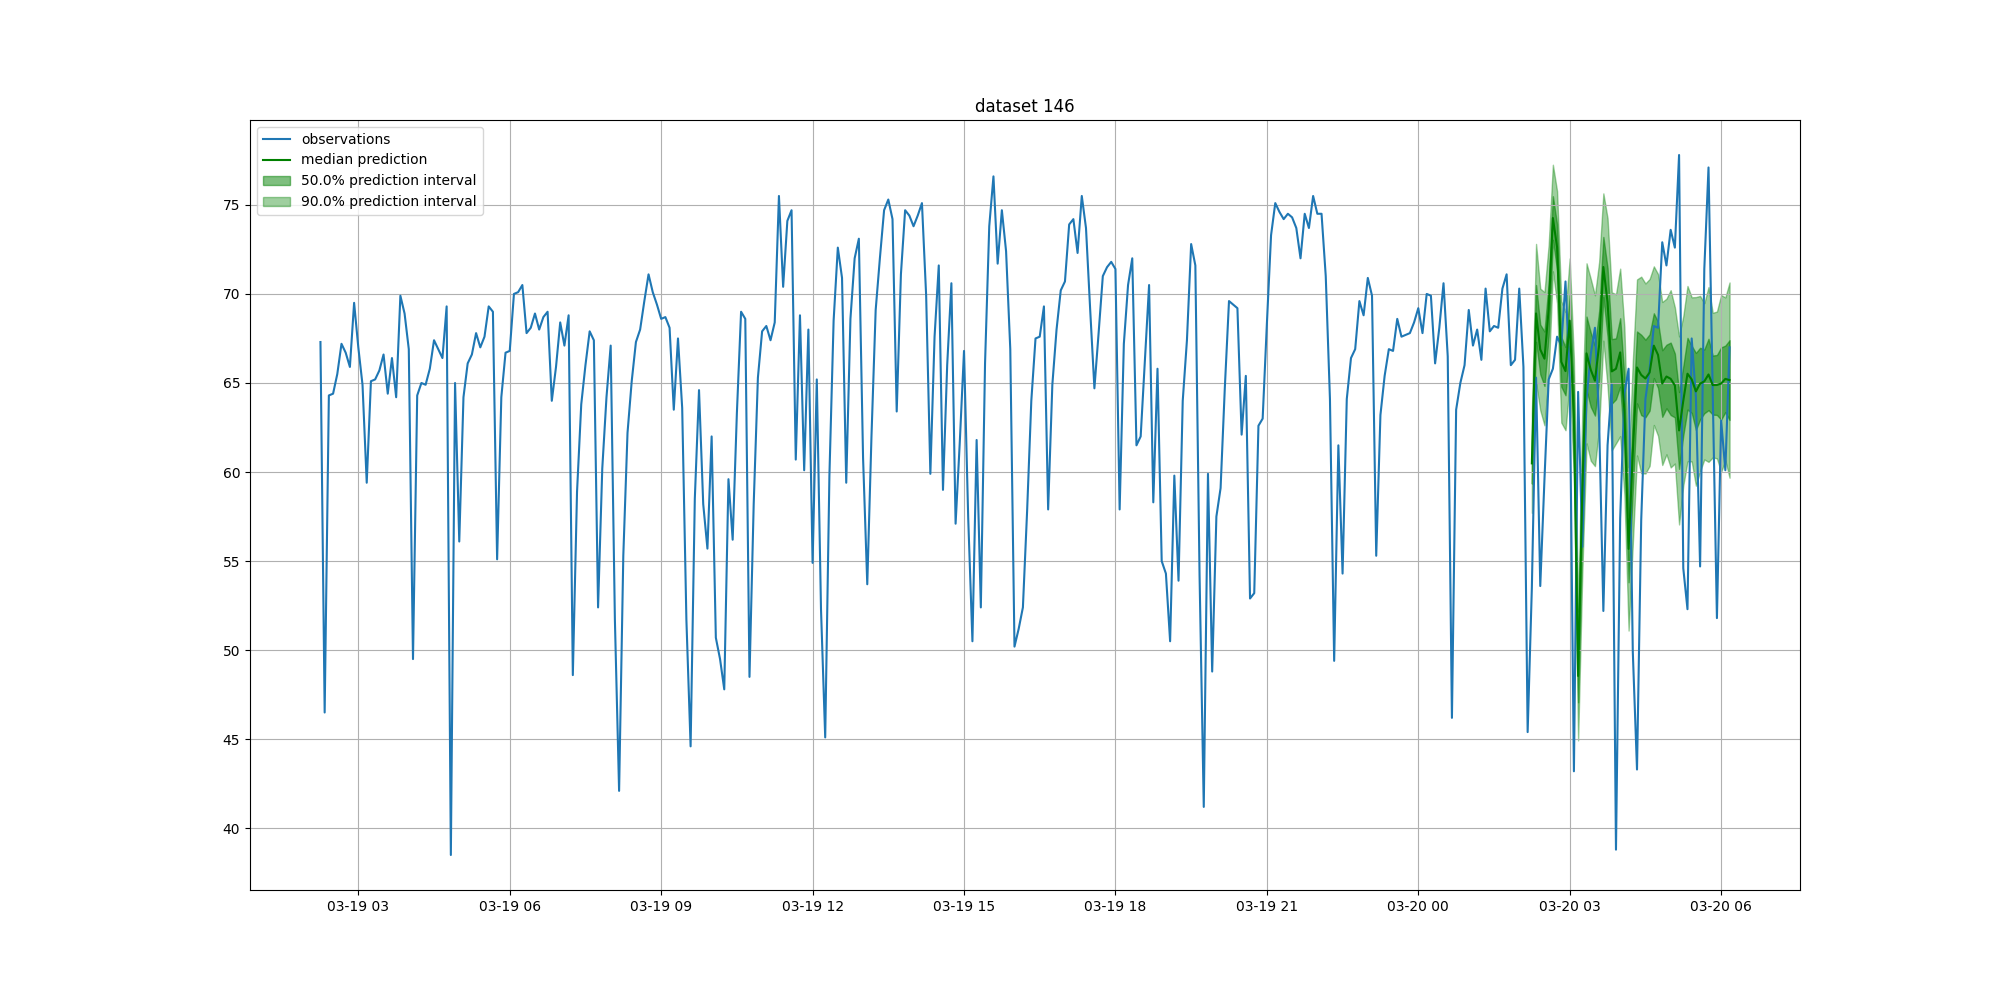 dataset 146
observations
median prediction
50.0% prediction interval
90.0% prediction interval
75
70
65
60
55
50
45
40
03-19 03 03-19 06 03-19 09 03-19 12 03-19 15 03-19 18 03-19 21 03-20 00 03-20 03 03-20 06